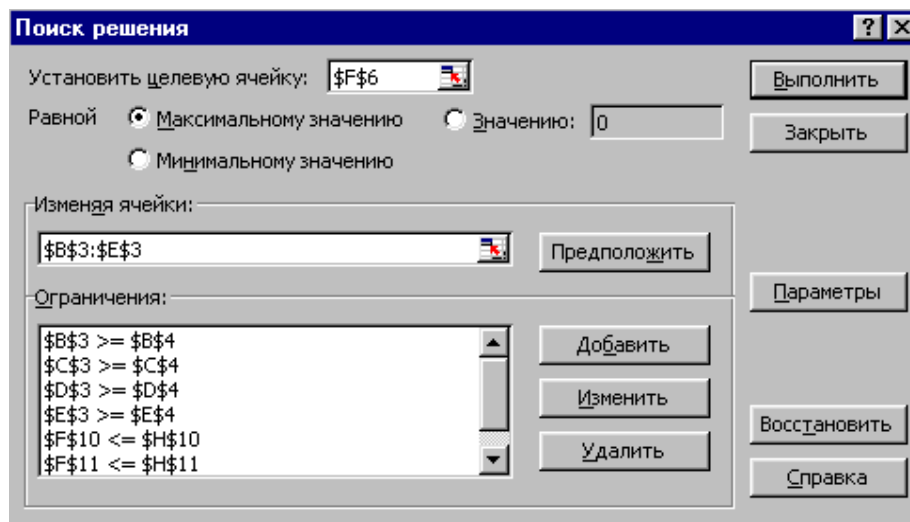 Поиск решения
Установить целевую ячейку: $F$6
Выполнить
Равной Максимальному значению Значению: 0
Закрыть
Минимальному значению
Изменяя ячейки:
$B$3:$E$3 Предположить
Параметры
Ограничения:
$B$3 >= $B$4
$C$3 >= $C$4
$D$3 >= $D$4
$E$3 >= $E$4
$F$10 <= $H$10
$F$11 <= $H$11
Добавить
Изменить
Удалить
Восстановить
Справка